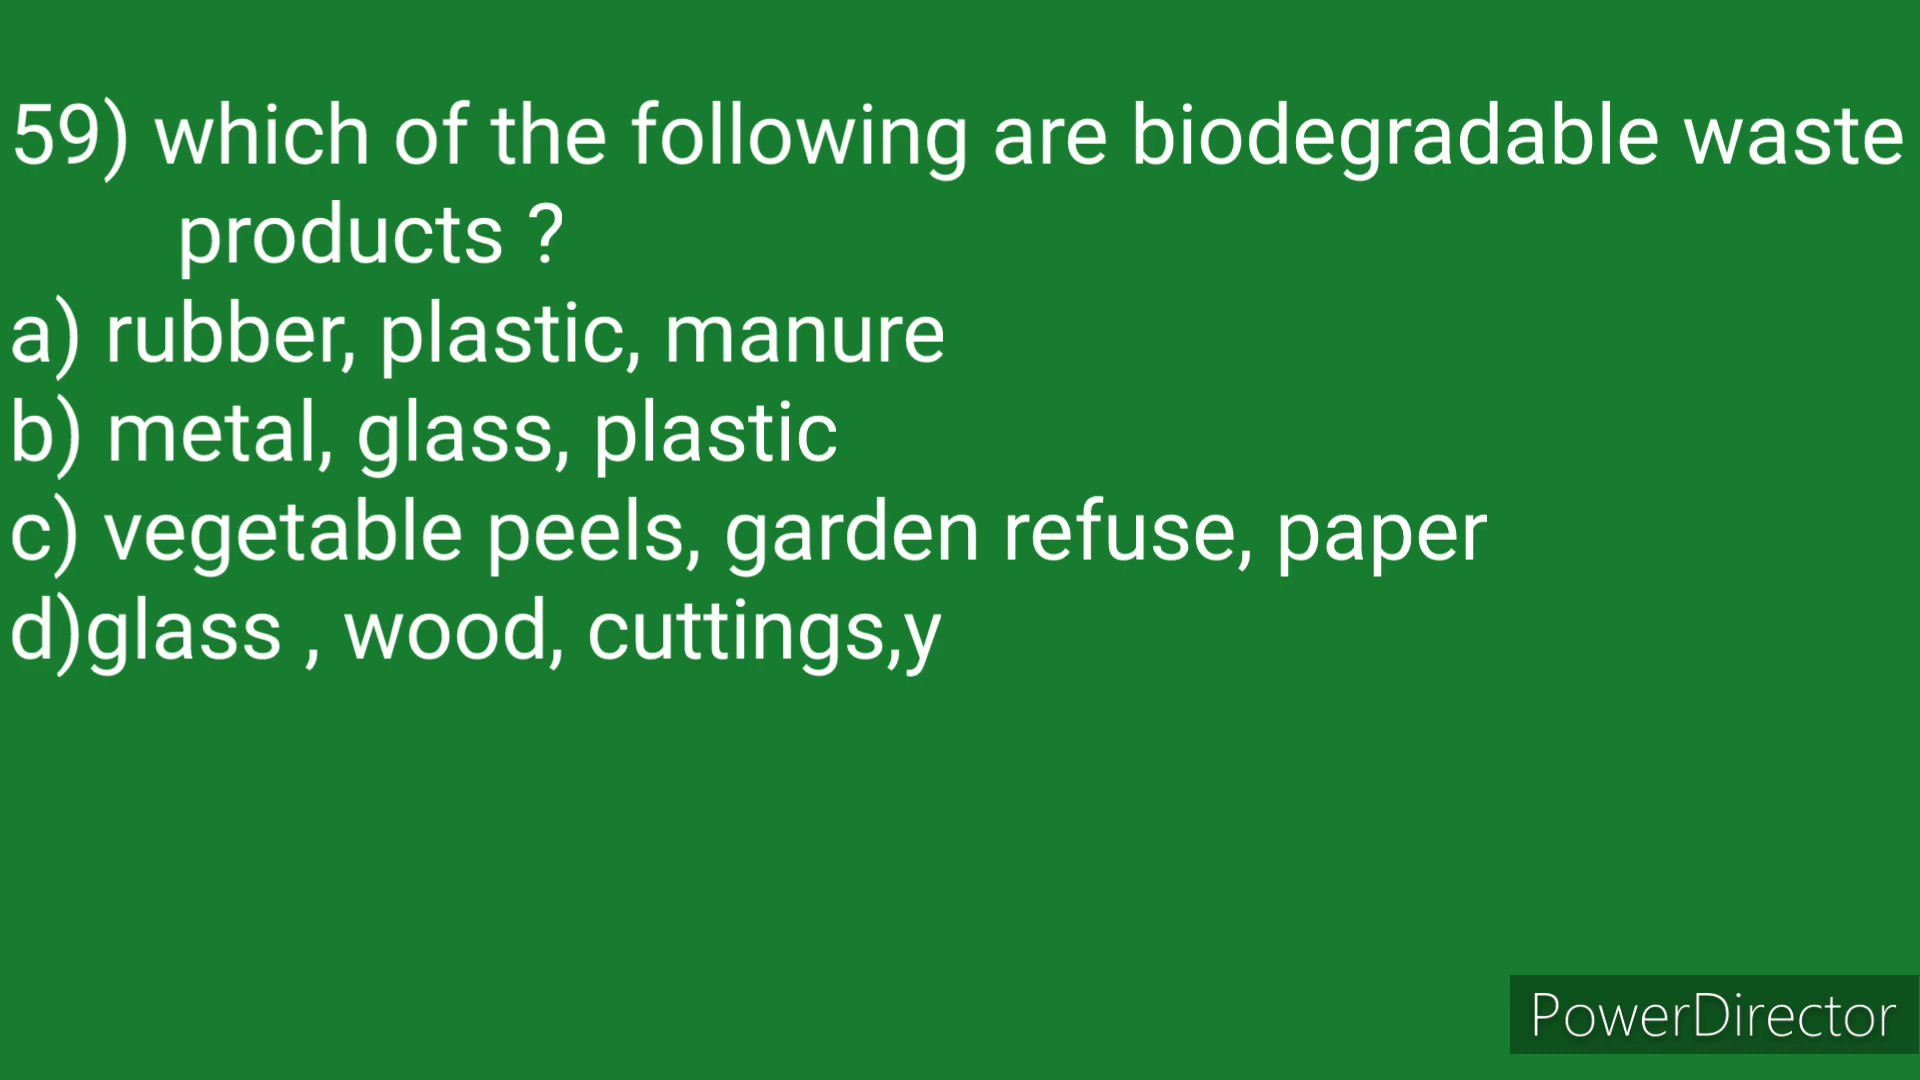 59) which of the following are biodegradable waste
products ?
a) rubber, plastic, manure
b) metal, glass, plastic
c) vegetable peels, garden refuse, paper
d)glass , wood, cuttings,y
PowerDirector